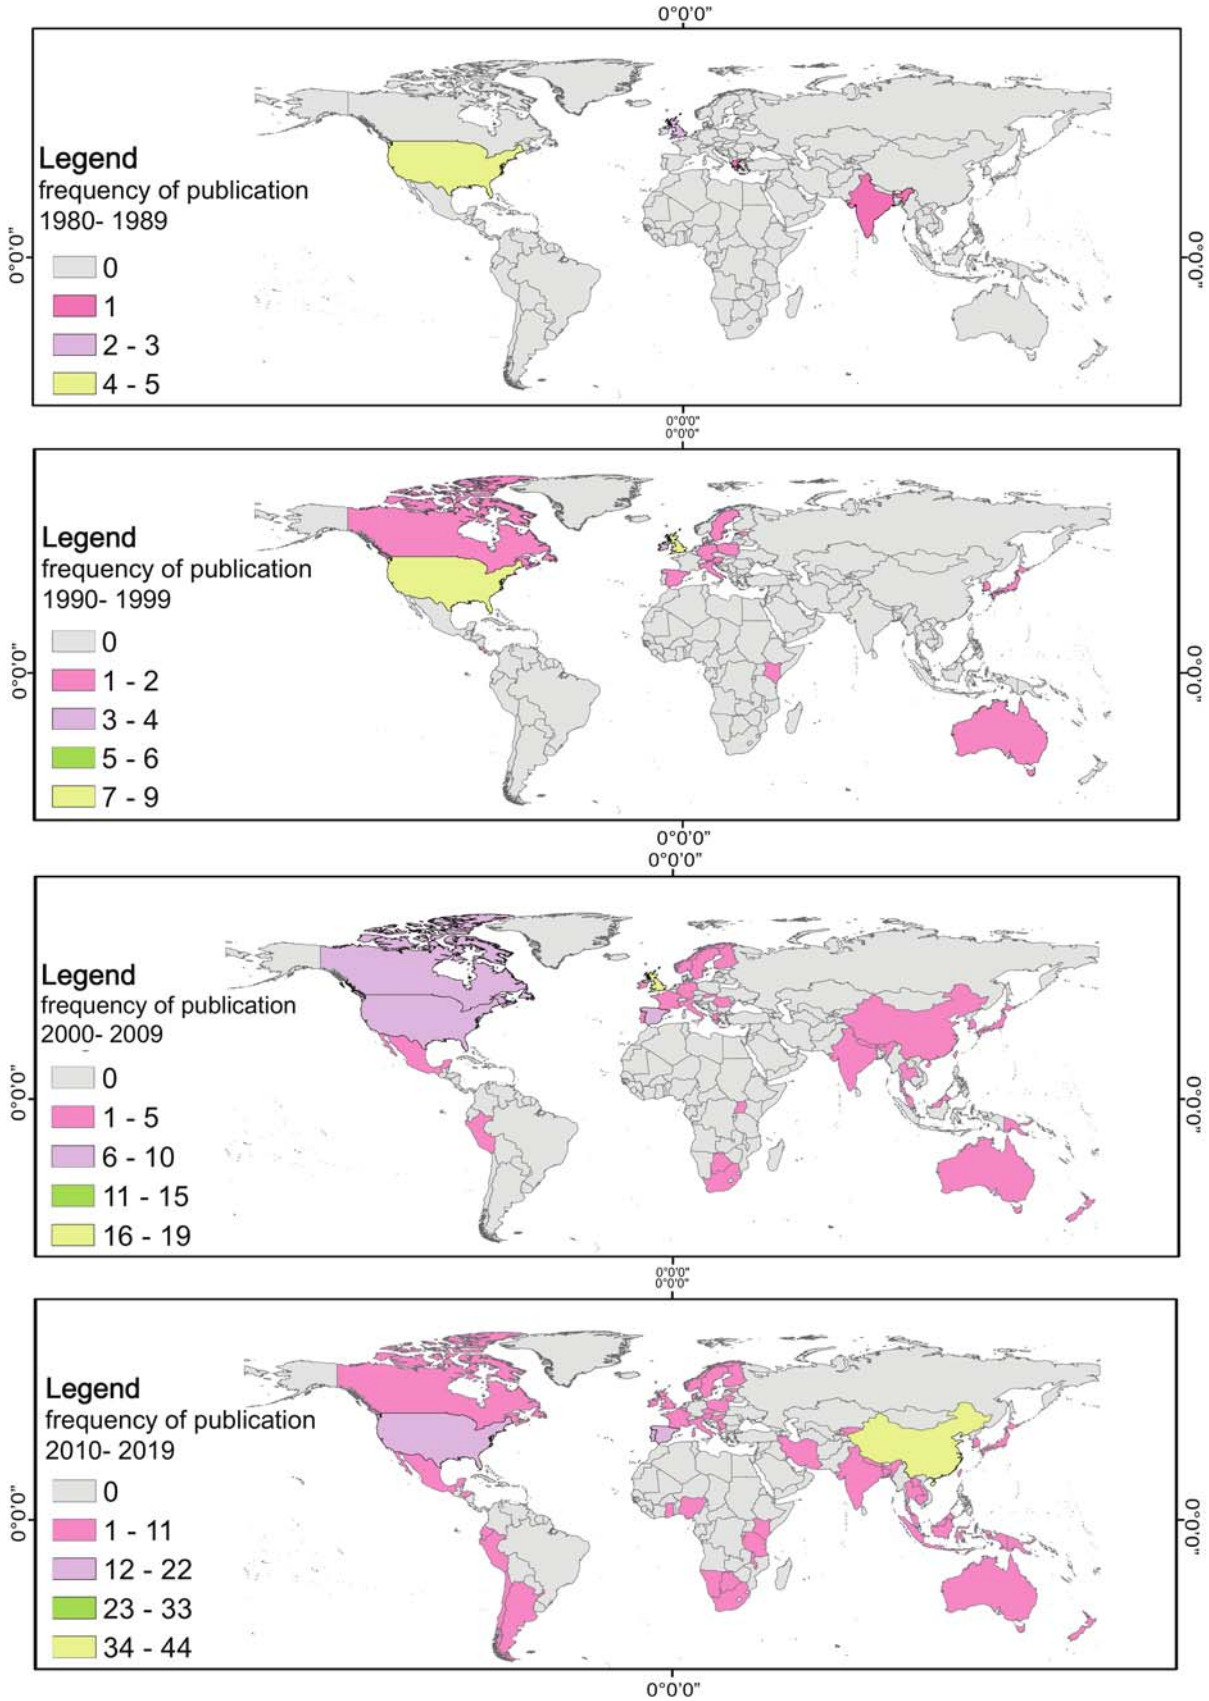 0°0'0"
Legend
frequency of publication
1980- 1989
0
1
2 - 3
4 - 5
0°0'0"
0°0'0"
0°0'0"
0°0'0"
Legend
frequency of publication
1990- 1999
0
1 - 2
3 - 4
5 - 6
7 - 9
0°0'0"
0°0'0"
0°0'0"
0°0'0"
Legend
frequency of publication
2000- 2009
0
1 - 5
6 - 10
11 - 15
16 - 19
0°0'0"
0°0'0"
0°0'0"
0°0'0"
Legend
frequency of publication
2010- 2019
0
1 - 11
12 - 22
23 - 33
34 - 44
0°0'0"
0°0'0"
0°0'0"